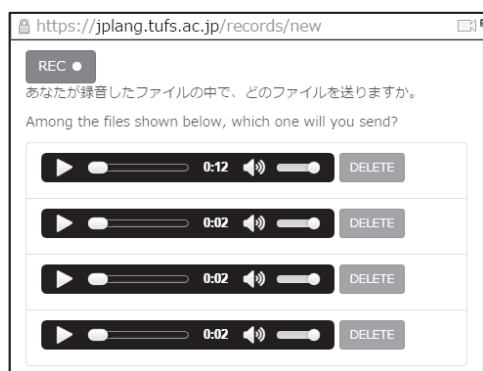 https://jplang.tufs.ac.jp/records/new
REC ●
あなたが録音したファイルの中で、どのファイルを送りますか。
Among the files shown below, which one will you send?
0:12 DELETE
0:02 DELETE
0:02 DELETE
0:02 DELETE